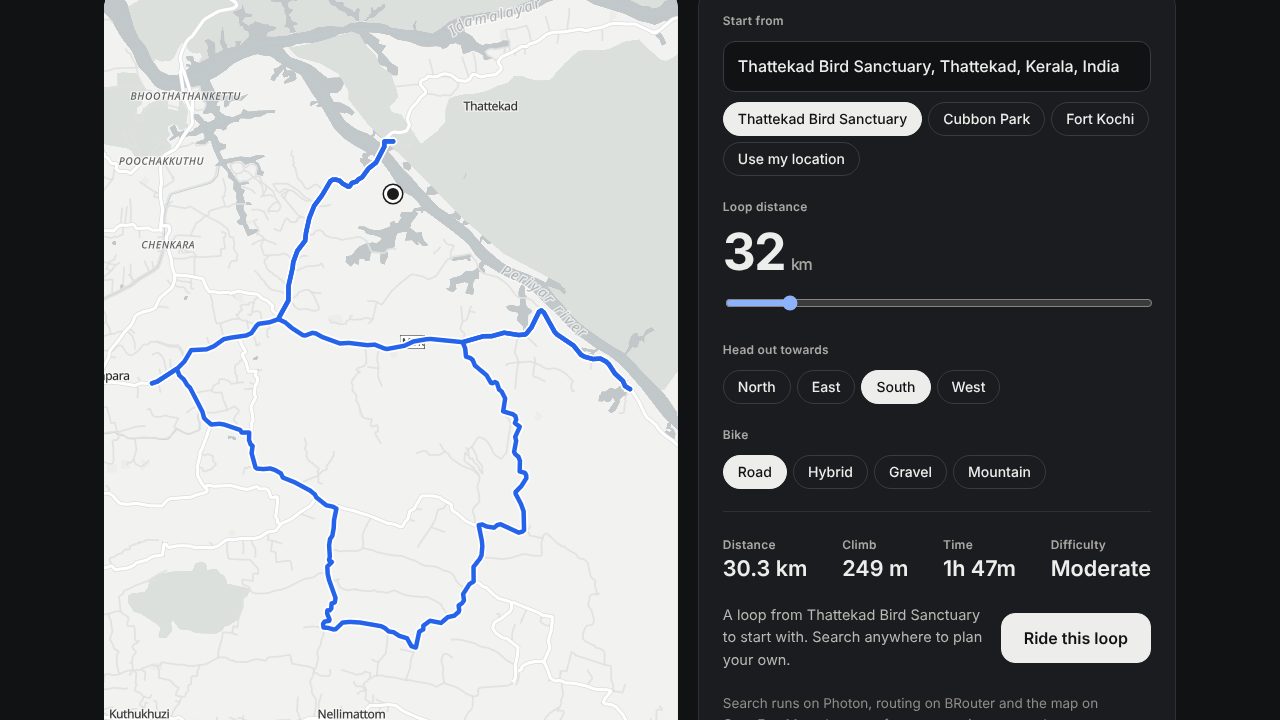 Idamalayar
BHOOTHATHANKETTU
Thattekad
POOCHAKKUTHU
CHENKARA
Periyar river
para
Kuthukhuzi
Nellimattom
Start from
Thattekad Bird Sanctuary, Thattekad, Kerala, India
Thattekad Bird Sanctuary
Cubbon Park
Fort Kochi
Use my location
Loop distance
32 km
Head out towards
North
East
South
West
Bike
Road
Hybrid
Gravel
Mountain
Distance
Climb
Time
Difficulty
30.3 km
249 m
1h 47m
Moderate
A loop from Thattekad Bird Sanctuary
to start with. Search anywhere to plan
your own.
Ride this loop
Search runs on Photon, routing on BRouter and the map on